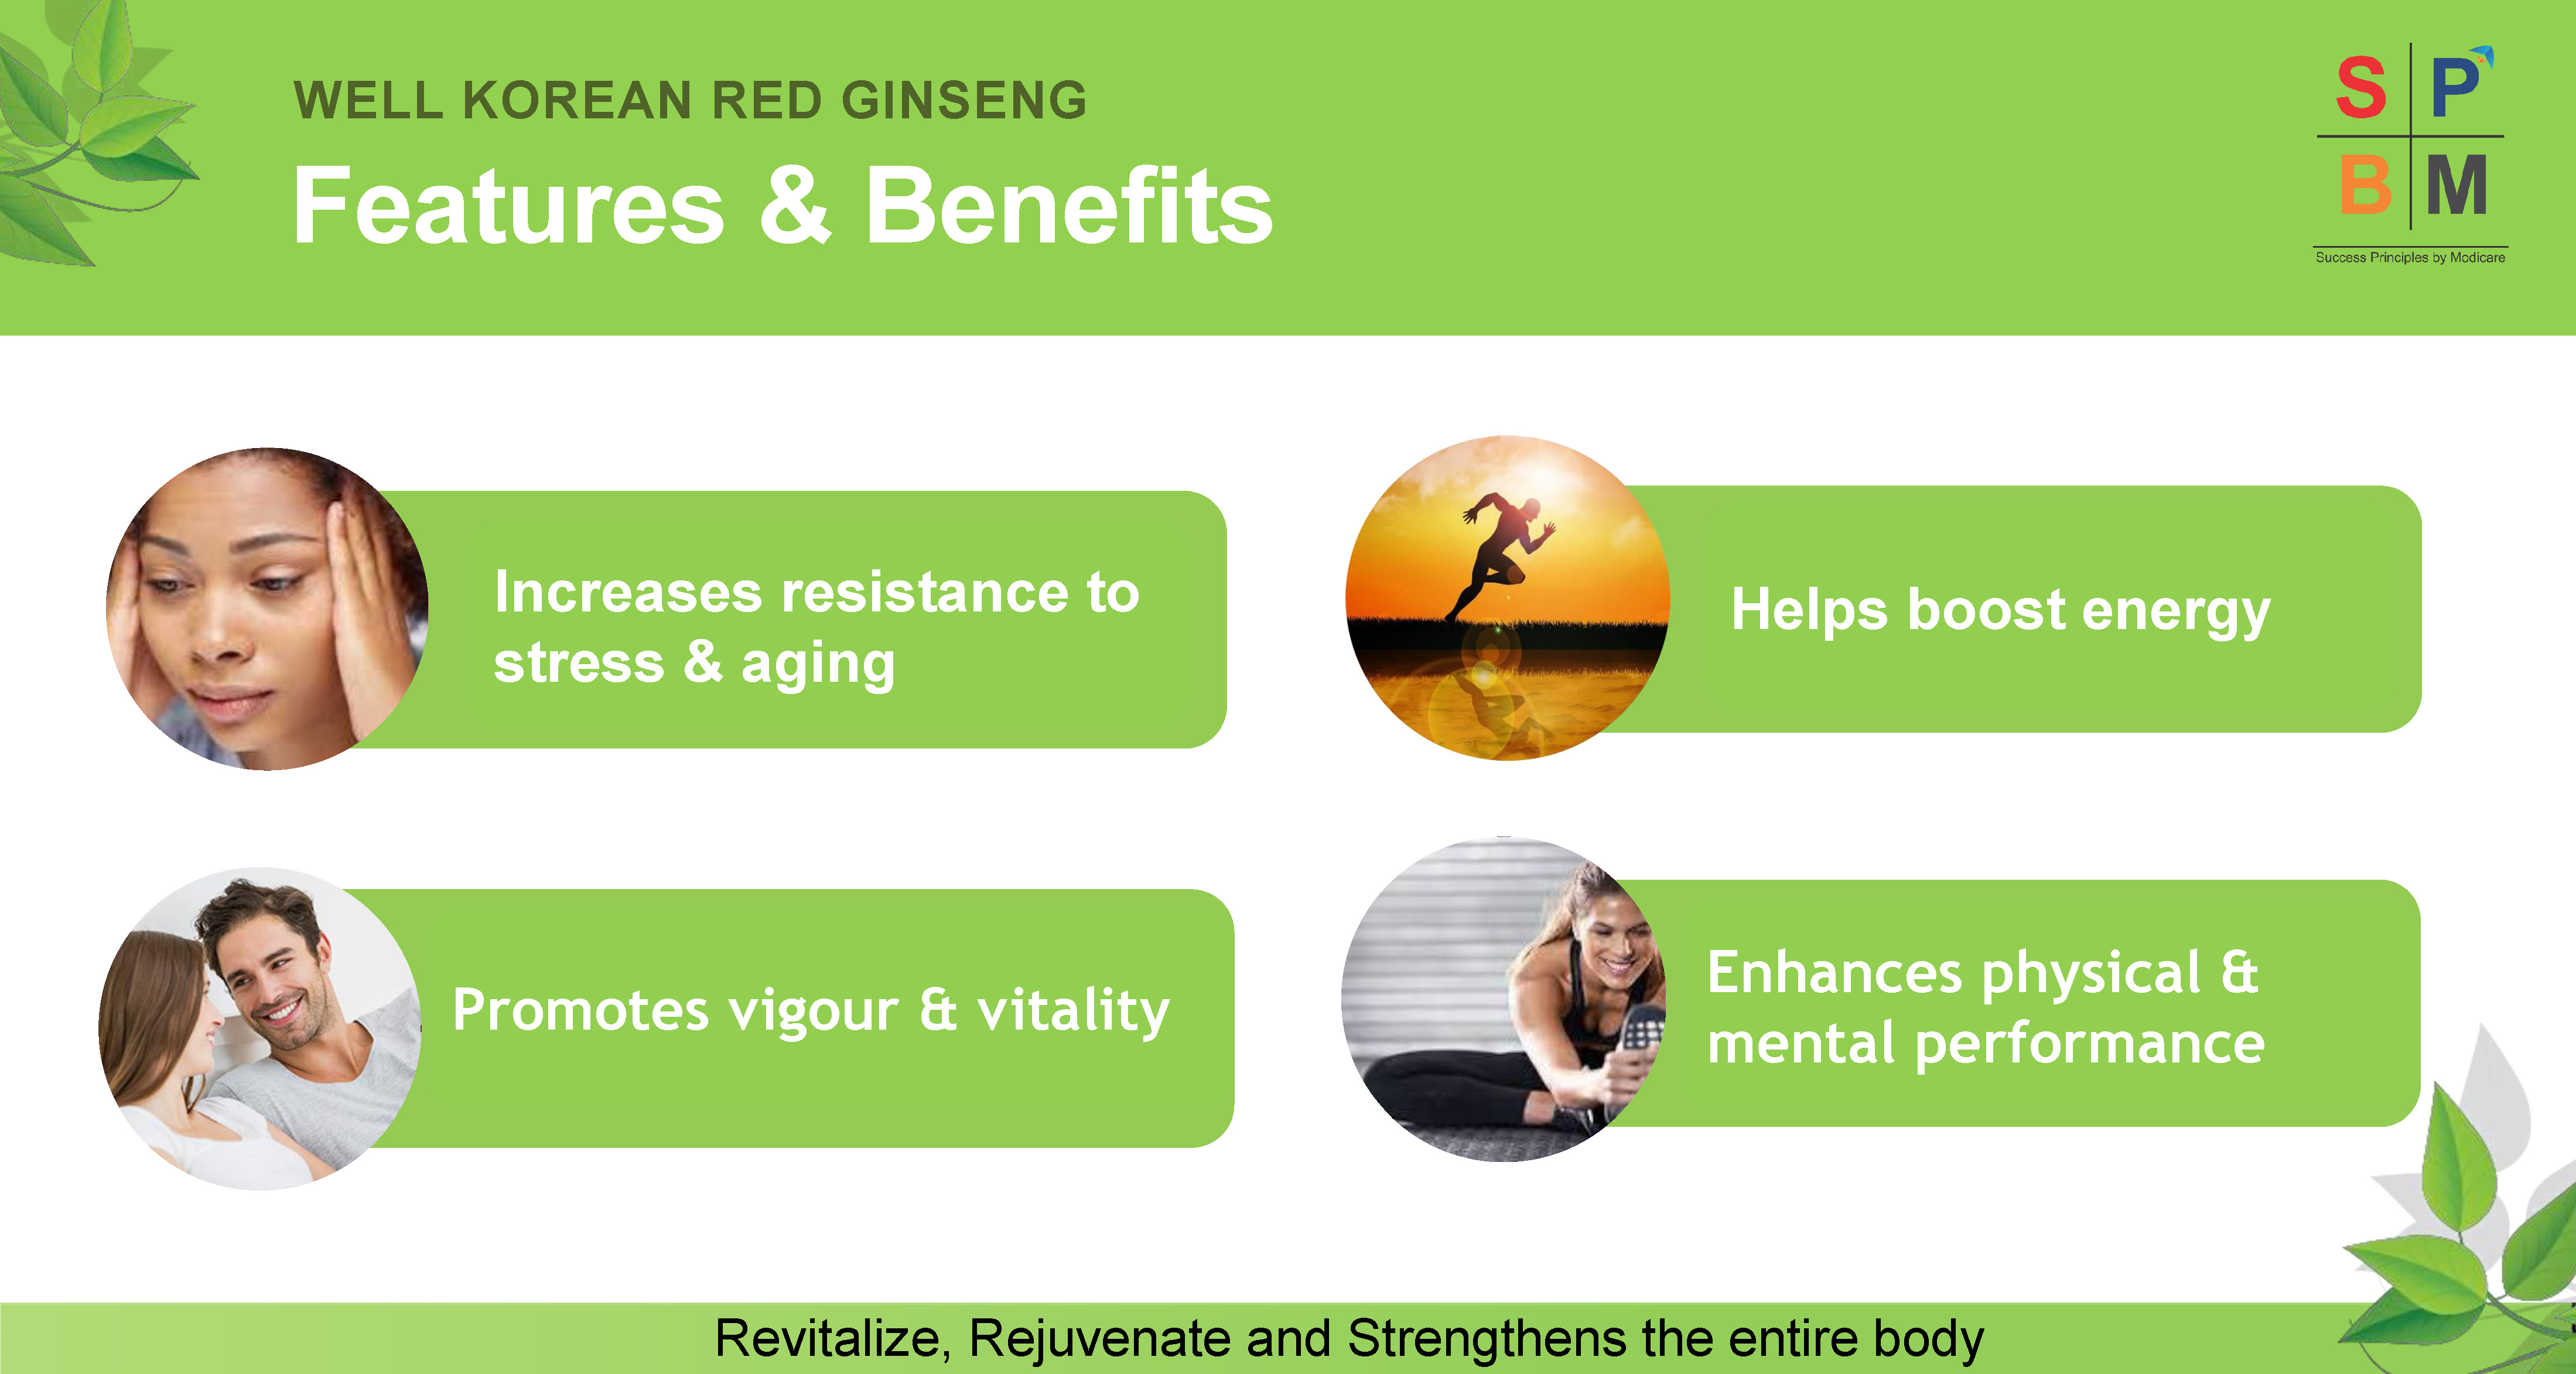 WELL KOREAN RED GINSENG
Features & Benefits
S P
B M
Success Principles by Modicare
Increases resistance to
stress & aging
Helps boost energy
Promotes vigour & vitality
Enhances physical &
mental performance
Revitalize, Rejuvenate and Strengthens the entire body